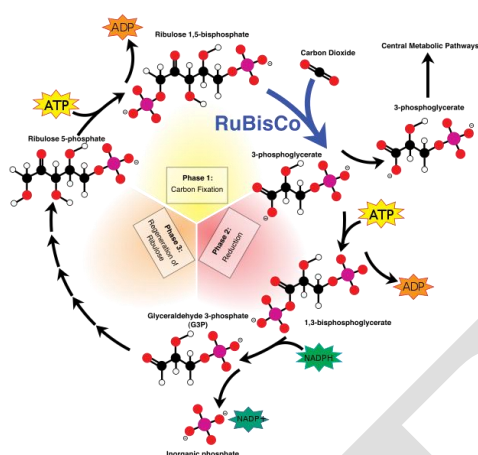 ADP
Ribulose 1,5-bisphosphate
Carbon Dioxide
Central Metabolic Pathways
ATP
RuBisCo
3-phosphoglycerate
Ribulose 5-phosphate
3-phosphoglycerate
Phase 1:
Carbon Fixation
Phase 3:
Regeneration of
Ribulose
Phase 2:
Reduction
ATP
ADP
Glyceraldehyde 3-phosphate
(G3P)
1,3-bisphosphoglycerate
NADPH
NADP+
Inorganic phosphate